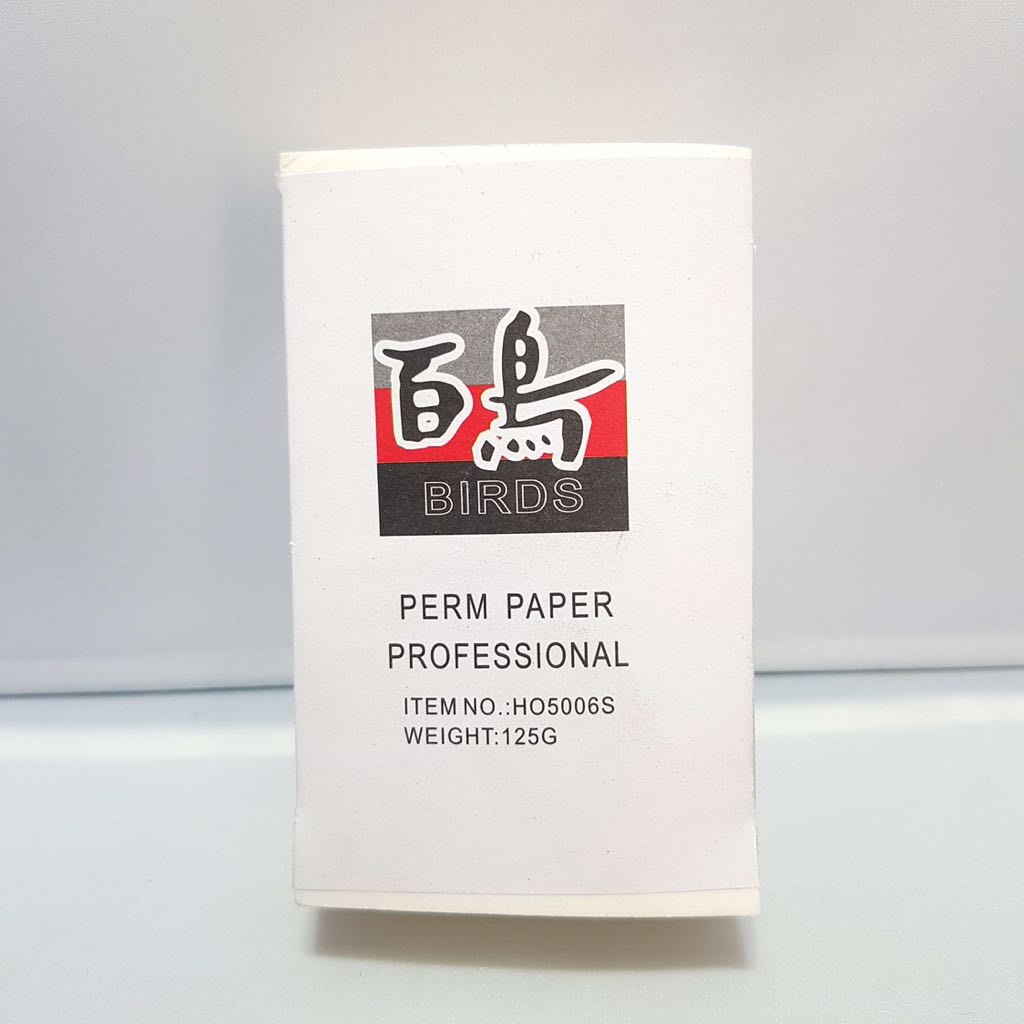 百鳥
BIRDS
PERM PAPER
PROFESSIONAL
ITEM NO.:HO5006S
WEIGHT:125G